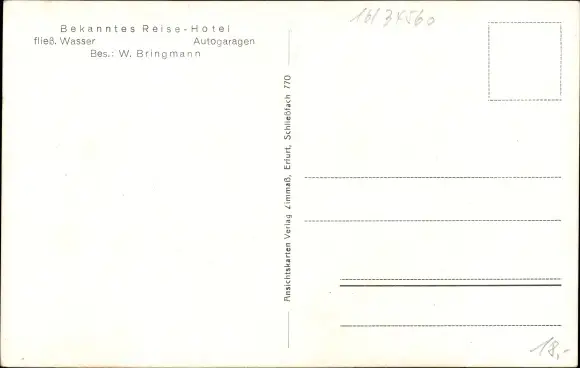 Bekanntes Reise-Hotel
fließ. Wasser Autogaragen
Bes.: W. Bringmann
Ansichtskarten Verlag Zimmaß, Erfurt, Schließfach 770
18,-